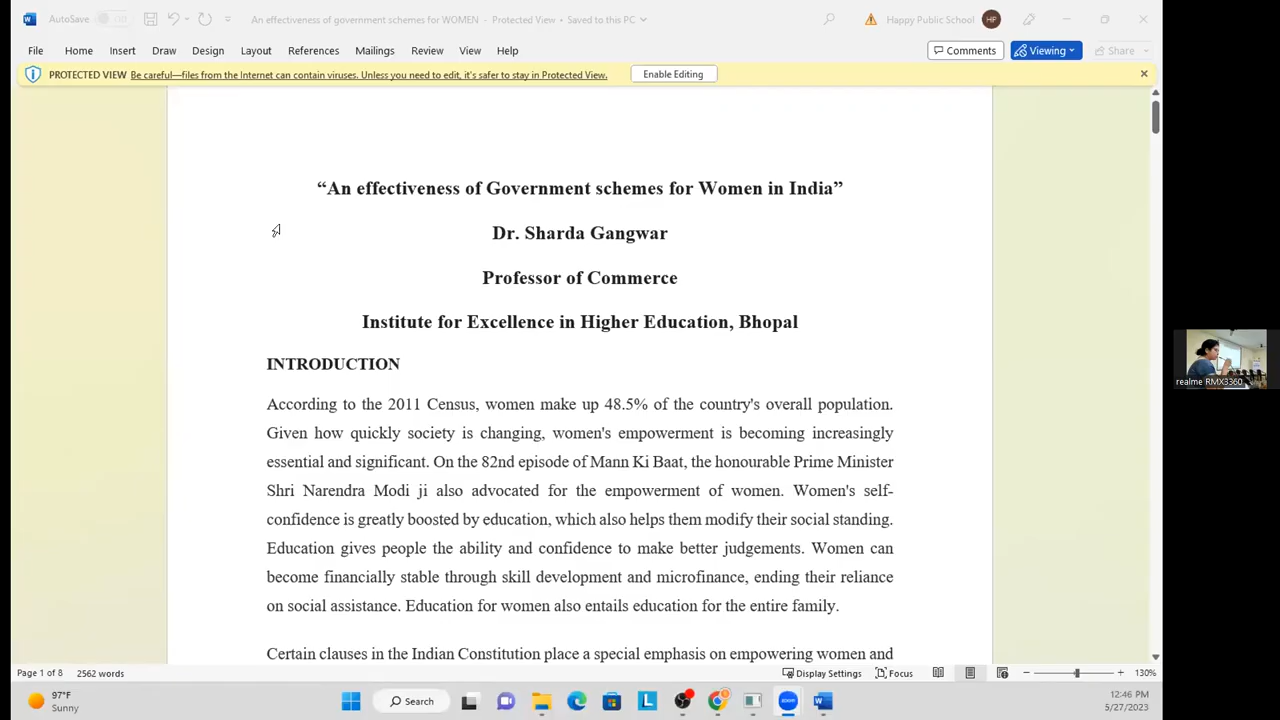 AutoSave
Off
An effectiveness of government schemes for WOMEN - Protected View • Saved to this PC
Happy Public School
HP
File
Home
Insert
Draw
Design
Layout
References
Mailings
Review
View
Help
Comments
Viewing
Share
PROTECTED VIEW Be careful—files from the Internet can contain viruses. Unless you need to edit, it's safer to stay in Protected View.
Enable Editing
“An effectiveness of Government schemes for Women in India”
Dr. Sharda Gangwar
Professor of Commerce
Institute for Excellence in Higher Education, Bhopal
INTRODUCTION
According to the 2011 Census, women make up 48.5% of the country's overall population.
Given how quickly society is changing, women's empowerment is becoming increasingly
essential and significant. On the 82nd episode of Mann Ki Baat, the honourable Prime Minister
Shri Narendra Modi ji also advocated for the empowerment of women. Women's self-
confidence is greatly boosted by education, which also helps them modify their social standing.
Education gives people the ability and confidence to make better judgements. Women can
become financially stable through skill development and microfinance, ending their reliance
on social assistance. Education for women also entails education for the entire family.
Certain clauses in the Indian Constitution place a special emphasis on empowering women and
realme RMX3360
Page 1 of 8
2562 words
Display Settings
Focus
130%
97°F
Sunny
Search
12:46 PM
5/27/2023